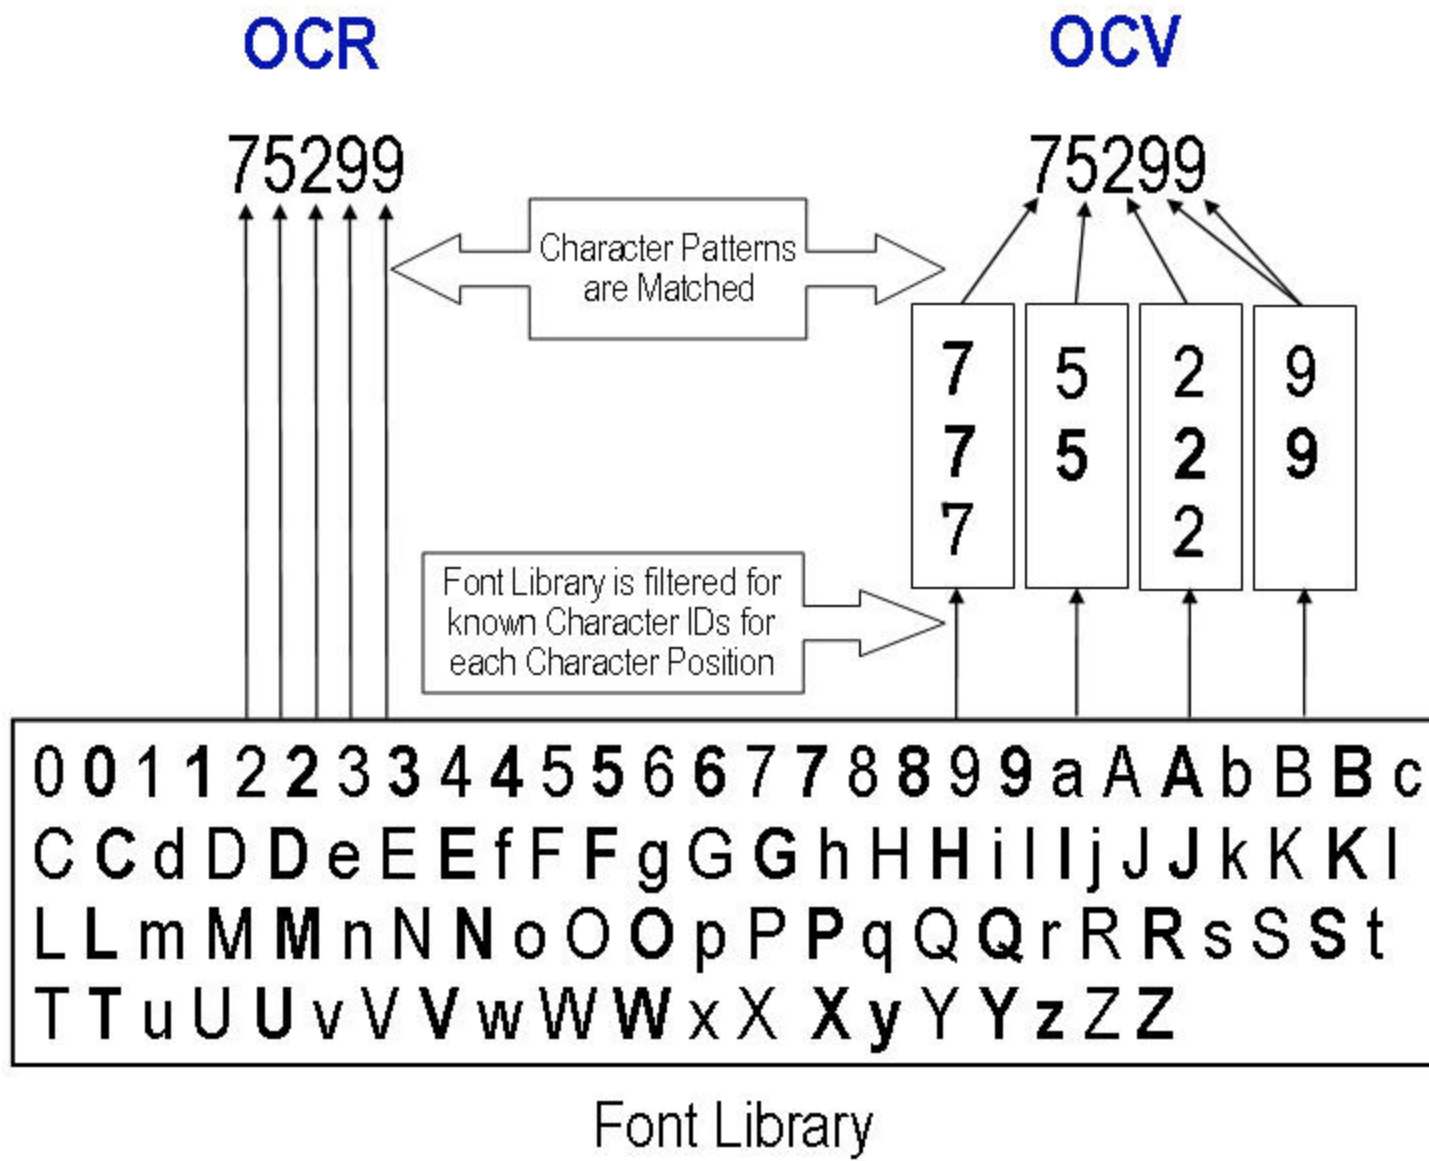 OCR
OCV
75299
75299
Character Patterns
are Matched
7
7
7
5
5
2
2
2
9
9
Font Library is filtered for
known Character IDs for
each Character Position
0 0 1 1 2 2 3 3 4 4 5 5 6 6 7 7 8 8 9 9 a A A b B B c
C C d D D e E E f F F g G G h H H i I I j J J k K K l
L L m M M n N N o O O p P P q Q Q r R R s S S t
T T u U U v V V w W W x X X y Y Y z Z Z
Font Library